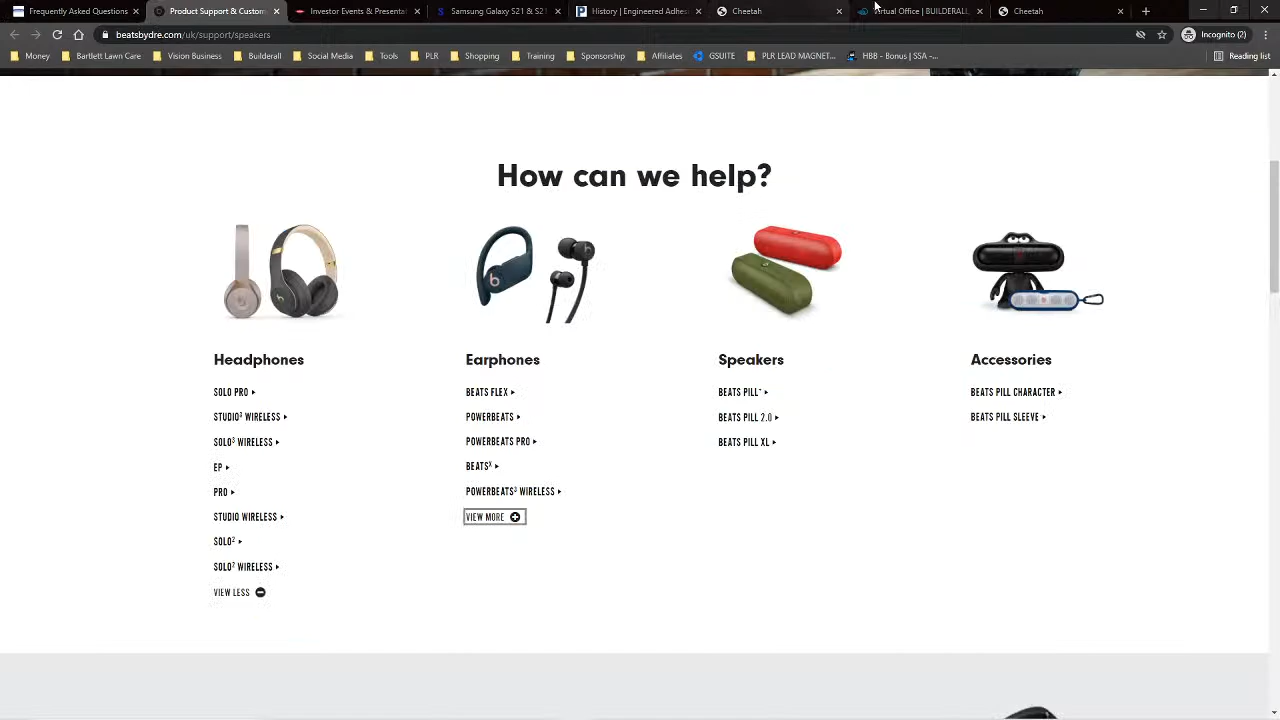 Frequently Asked Questions
Product Support & Custom
Investor Events & Presentat
Samsung Galaxy S21 & S21
History | Engineered Adhes
Cheetah
Virtual Office | BUILDERALL
Cheetah
beatsbydre.com/uk/support/speakers
Incognito (2)
Money
Bartlett Lawn Care
Vision Business
Builderall
Social Media
Tools
PLR
Shopping
Training
Sponsorship
Affiliates
GSUITE
PLR LEAD MAGNET...
HBB - Bonus | SSA -...
Reading list
How can we help?
Headphones
SOLO PRO
STUDIO³ WIRELESS
SOLO³ WIRELESS
EP
PRO
STUDIO WIRELESS
SOLO²
SOLO² WIRELESS
VIEW LESS
Earphones
BEATS FLEX
POWERBEATS
POWERBEATS PRO
BEATSˣ
POWERBEATS³ WIRELESS
VIEW MORE
Speakers
BEATS PILL⁺
BEATS PILL 2.0
BEATS PILL XL
Accessories
BEATS PILL CHARACTER
BEATS PILL SLEEVE